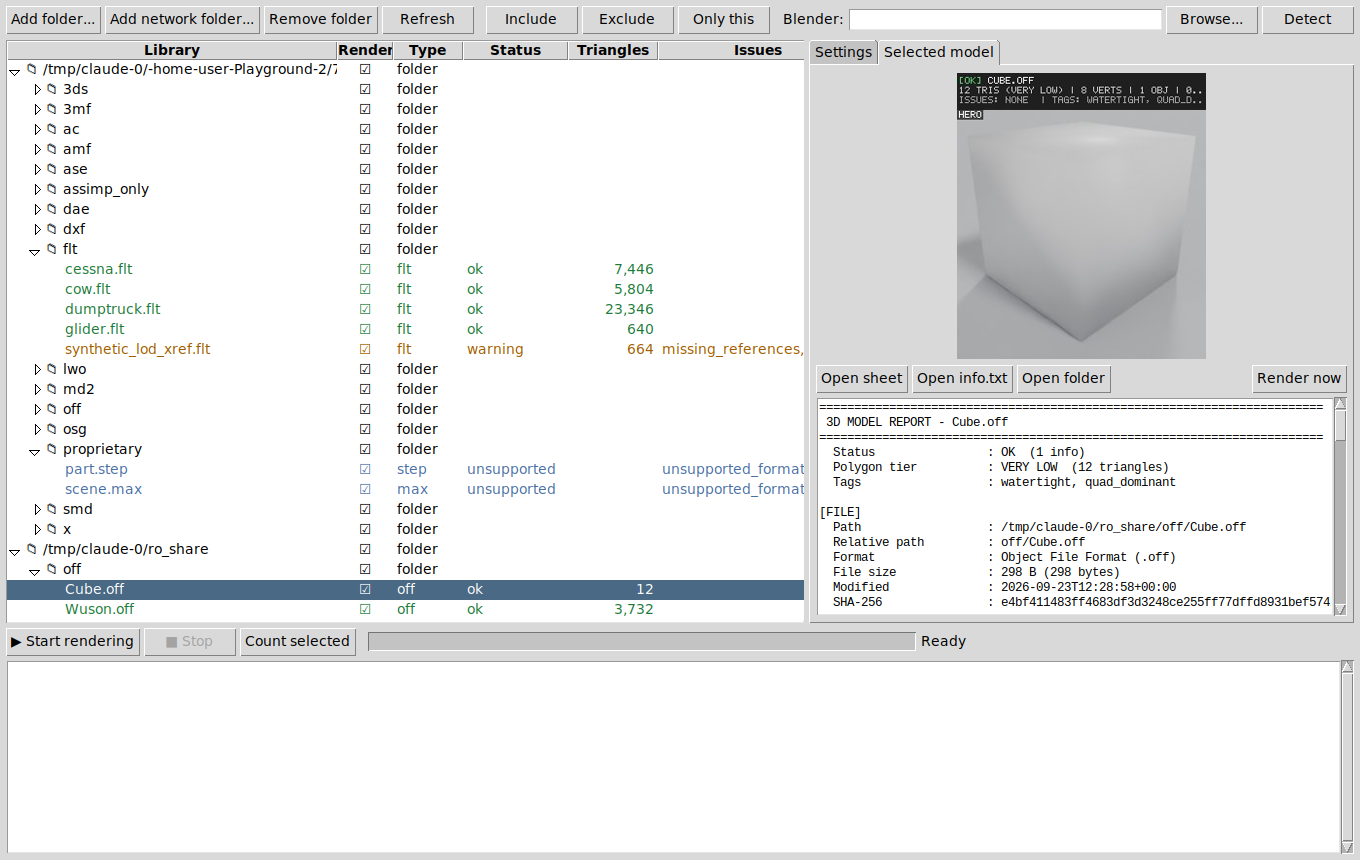 Add folder... Add network folder... Remove folder Refresh Include Exclude Only this Blender: Browse... Detect
Library Render Type Status Triangles Issues
/tmp/claude-0/-home-user-Playground-2/7 ☑ folder
3ds ☑ folder
3mf ☑ folder
ac ☑ folder
amf ☑ folder
ase ☑ folder
assimp_only ☑ folder
dae ☑ folder
dxf ☑ folder
flt ☑ folder
cessna.flt ☑ flt ok 7,446
cow.flt ☑ flt ok 5,804
dumptruck.flt ☑ flt ok 23,346
glider.flt ☑ flt ok 640
synthetic_lod_xref.flt ☑ flt warning 664 missing_references,
lwo ☑ folder
md2 ☑ folder
off ☑ folder
osg ☑ folder
proprietary ☑ folder
part.step ☑ step unsupported unsupported_format
scene.max ☑ max unsupported unsupported_format
smd ☑ folder
x ☑ folder
/tmp/claude-0/ro_share ☑ folder
off ☑ folder
Cube.off ☑ off ok 12
Wuson.off ☑ off ok 3,732
Settings Selected model
[OK] CUBE.OFF
12 TRIS (VERY LOW) | 8 VERTS | 1 OBJ | 0..
ISSUES: NONE | TAGS: WATERTIGHT, QUAD_D..
HERO
Open sheet Open info.txt Open folder Render now
========================================================================
3D MODEL REPORT - Cube.off
========================================================================
Status : OK (1 info)
Polygon tier : VERY LOW (12 triangles)
Tags : watertight, quad_dominant
[FILE]
Path : /tmp/claude-0/ro_share/off/Cube.off
Relative path : off/Cube.off
Format : Object File Format (.off)
File size : 298 B (298 bytes)
Modified : 2026-09-23T12:28:58+00:00
SHA-256 : e4bf411483ff4683df3d3248ce255ff77dffd8931bef574
▶ Start rendering ■ Stop Count selected Ready